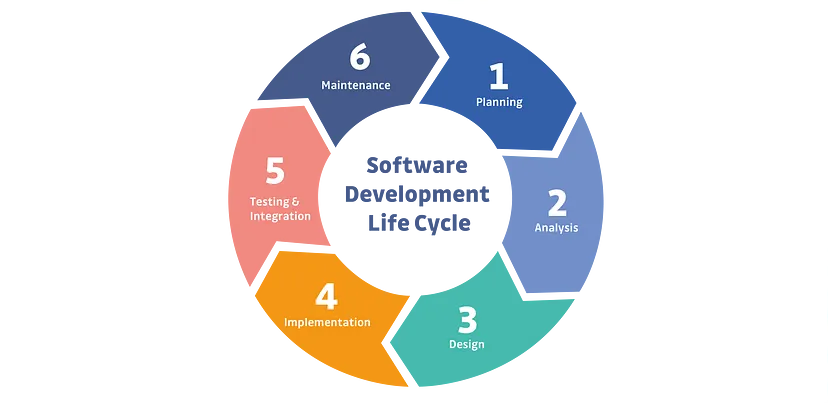 Software
Development
Life Cycle
1
Planning
2
Analysis
3
Design
4
Implementation
5
Testing &
Integration
6
Maintenance